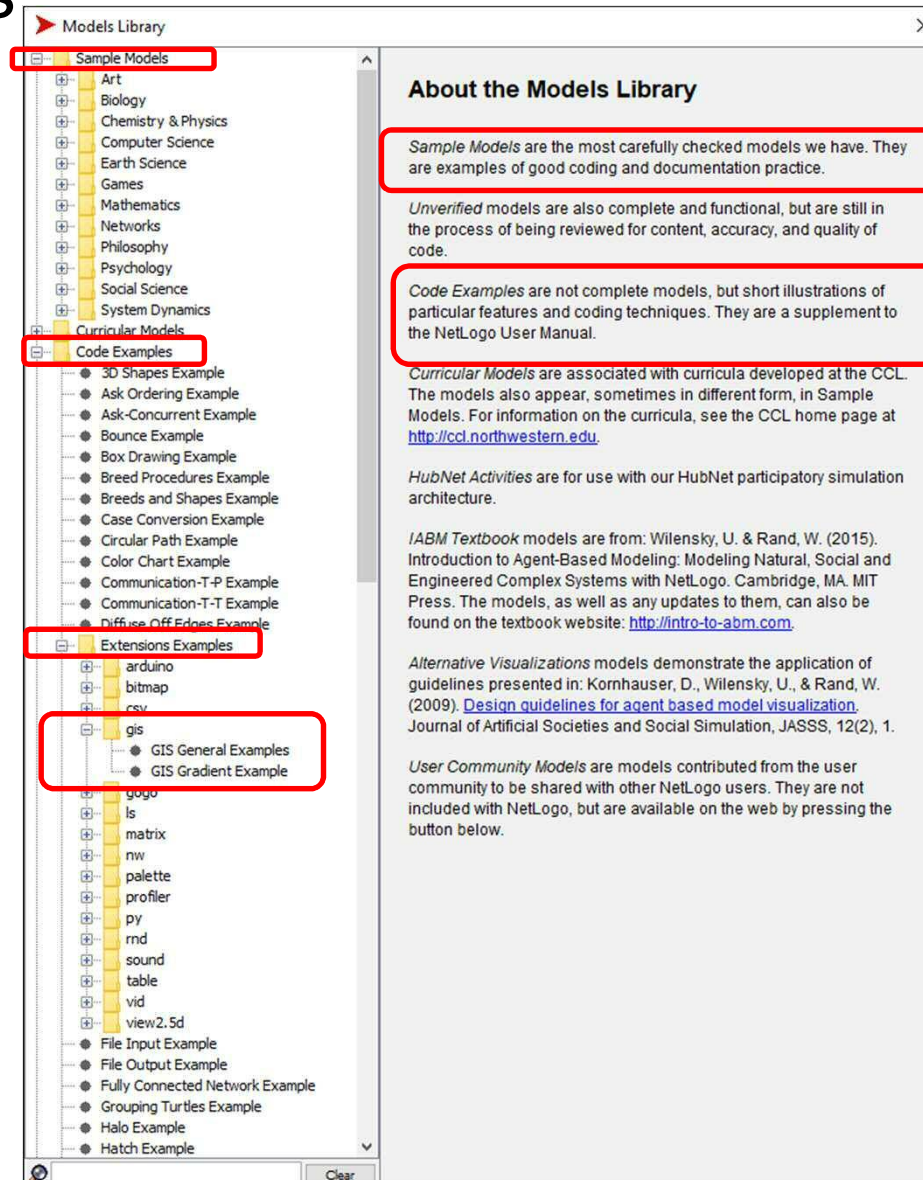 S
Models Library
Sample Models
Art
Biology
Chemistry & Physics
Computer Science
Earth Science
Games
Mathematics
Networks
Philosophy
Psychology
Social Science
System Dynamics
Curricular Models
Code Examples
3D Shapes Example
Ask Ordering Example
Ask-Concurrent Example
Bounce Example
Box Drawing Example
Breed Procedures Example
Breeds and Shapes Example
Case Conversion Example
Circular Path Example
Color Chart Example
Communication-T-P Example
Communication-T-T Example
Diffuse Off Edges Example
Extensions Examples
arduino
bitmap
csv
gis
GIS General Examples
GIS Gradient Example
gogo
ls
matrix
nw
palette
profiler
py
rnd
sound
table
vid
view2.5d
File Input Example
File Output Example
Fully Connected Network Example
Grouping Turtles Example
Halo Example
Hatch Example
Clear
About the Models Library
Sample Models are the most carefully checked models we have. They
are examples of good coding and documentation practice.
Unverified models are also complete and functional, but are still in
the process of being reviewed for content, accuracy, and quality of
code.
Code Examples are not complete models, but short illustrations of
particular features and coding techniques. They are a supplement to
the NetLogo User Manual.
Curricular Models are associated with curricula developed at the CCL.
The models also appear, sometimes in different form, in Sample
Models. For information on the curricula, see the CCL home page at
http://ccl.northwestern.edu.
HubNet Activities are for use with our HubNet participatory simulation
architecture.
IABM Textbook models are from: Wilensky, U. & Rand, W. (2015).
Introduction to Agent-Based Modeling: Modeling Natural, Social and
Engineered Complex Systems with NetLogo. Cambridge, MA. MIT
Press. The models, as well as any updates to them, can also be
found on the textbook website: http://intro-to-abm.com.
Alternative Visualizations models demonstrate the application of
guidelines presented in: Kornhauser, D., Wilensky, U., & Rand, W.
(2009). Design guidelines for agent based model visualization.
Journal of Artificial Societies and Social Simulation, JASSS, 12(2), 1.
User Community Models are models contributed from the user
community to be shared with other NetLogo users. They are not
included with NetLogo, but are available on the web by pressing the
button below.